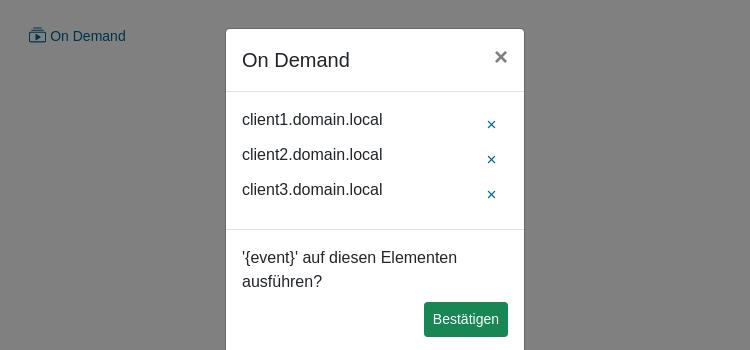 On Demand
On Demand ×
client1.domain.local ×
client2.domain.local ×
client3.domain.local ×
'{event}' auf diesen Elementen
ausführen?
Bestätigen